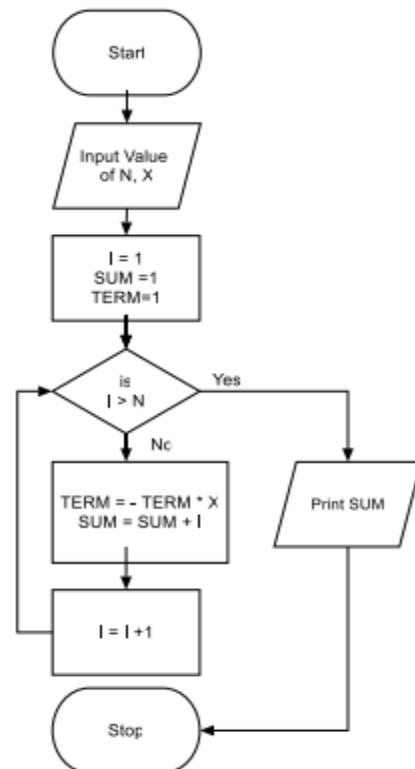 Start
Input Value
of N, X
I = 1
SUM =1
TERM=1
is
I > N
Yes
No
TERM = - TERM * X
SUM = SUM + I
Print SUM
I = I +1
Stop